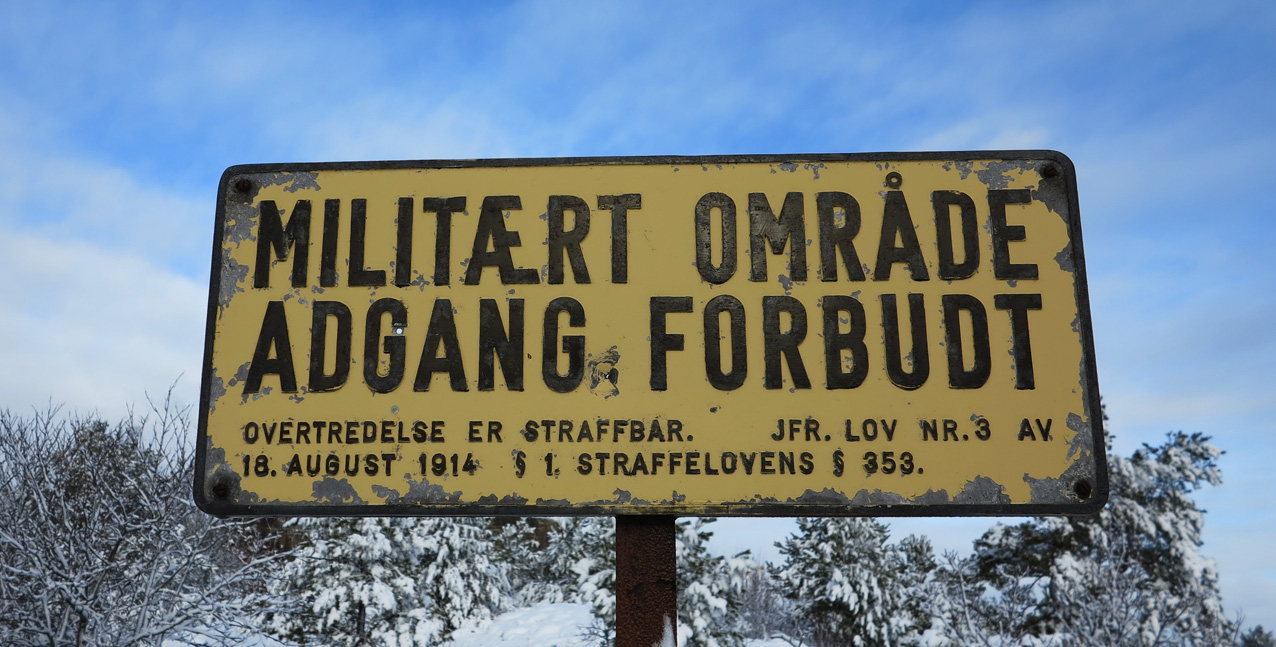 MILITÆRT OMRÅDE
ADGANG FORBUDT
OVERTREDELSE ER STRAFFBAR. JFR. LOV NR.3 AV
18. AUGUST 1914 § 1. STRAFFELOVENS § 353.